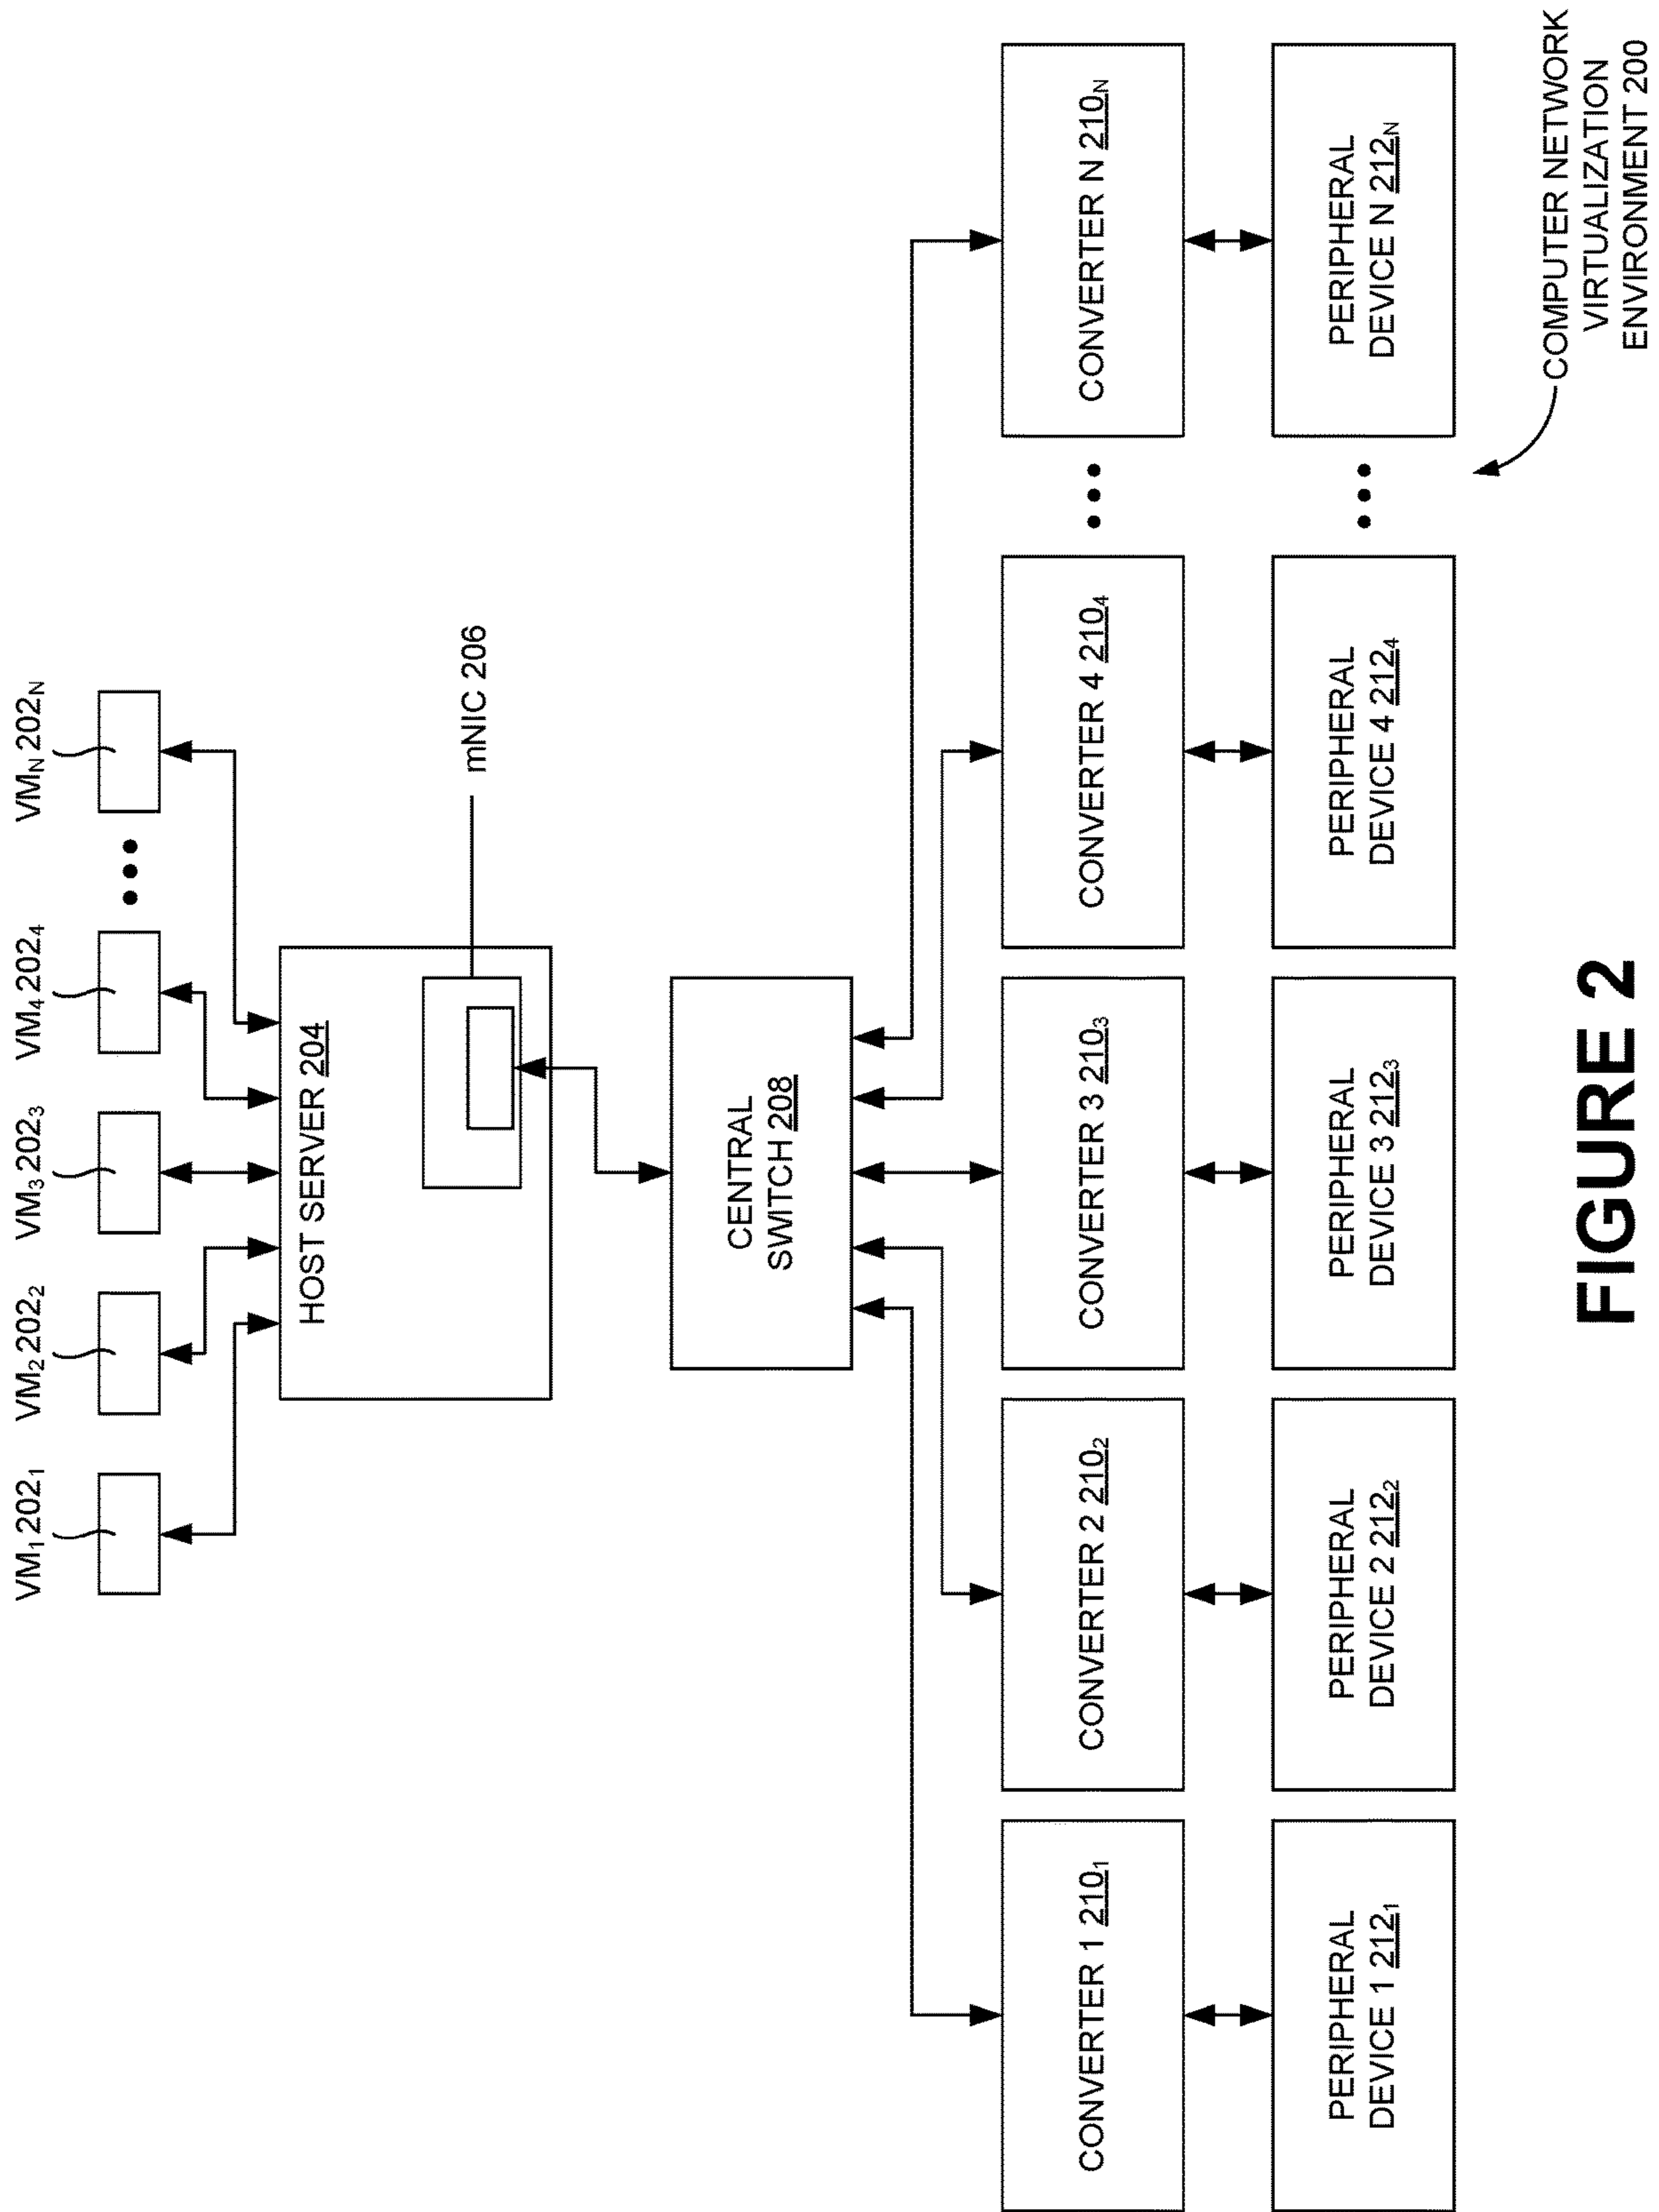 VM₁ 202₁
VM₂ 202₂
VM₃ 202₃
VM₄ 202₄
VMN 202N
HOST SERVER 204
mNIC 206
CENTRAL
SWITCH 208
CONVERTER 1 210₁
CONVERTER 2 210₂
CONVERTER 3 210₃
CONVERTER 4 210₄
CONVERTER N 210N
PERIPHERAL
DEVICE 1 212₁
PERIPHERAL
DEVICE 2 212₂
PERIPHERAL
DEVICE 3 212₃
PERIPHERAL
DEVICE 4 212₄
PERIPHERAL
DEVICE N 212N
COMPUTER NETWORK
VIRTUALIZATION
ENVIRONMENT 200
FIGURE 2